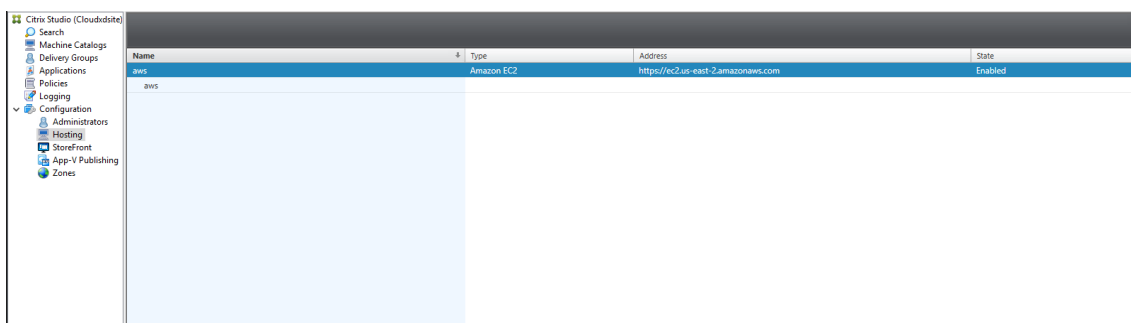 Citrix Studio (Cloudxdsite)
Search
Machine Catalogs
Delivery Groups
Applications
Policies
Logging
Configuration
Administrators
Hosting
StoreFront
App-V Publishing
Zones
Name Type Address State
aws Amazon EC2 https://ec2.us-east-2.amazonaws.com Enabled
aws